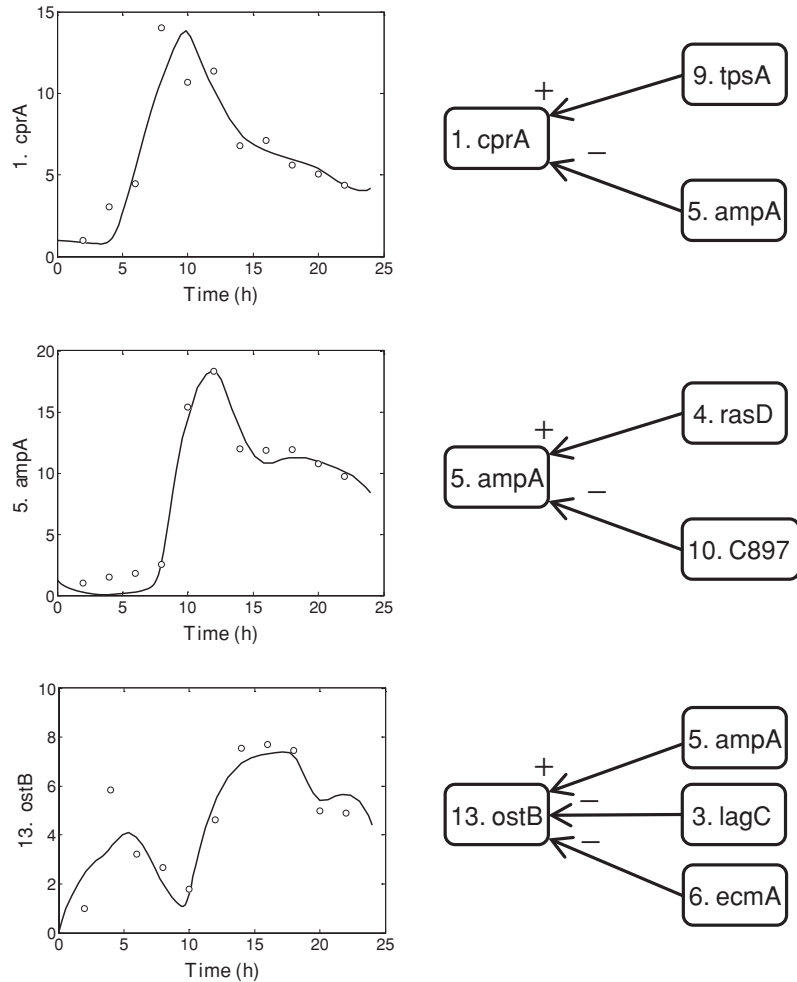 15
10
5
0
1. cprA
0 5 10 15 20 25
Time (h)
+
−
9. tpsA
1. cprA
5. ampA
20
15
10
5
0
5. ampA
0 5 10 15 20 25
Time (h)
+
−
4. rasD
5. ampA
10. C897
10
8
6
4
2
0
13. ostB
0 5 10 15 20 25
Time (h)
+
−
−
5. ampA
13. ostB
3. lagC
6. ecmA